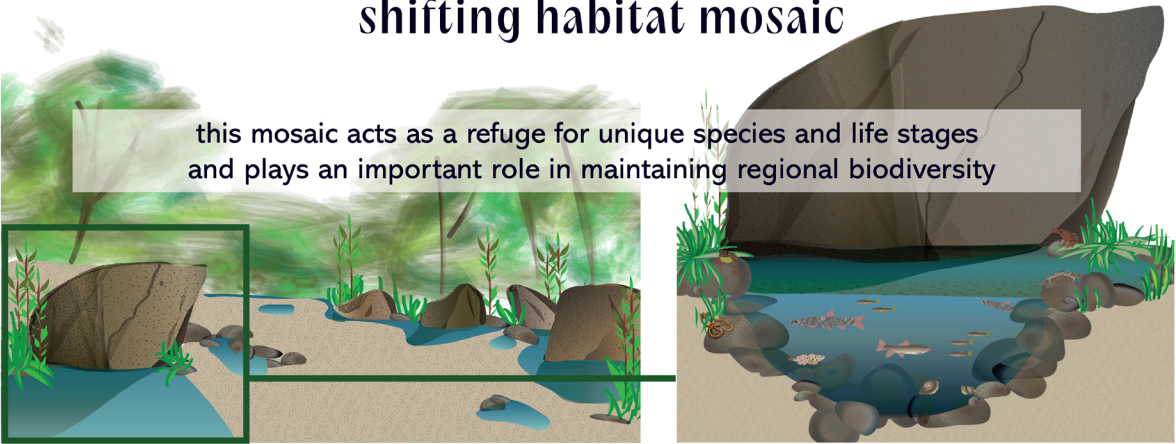 shifting habitat mosaic
this mosaic acts as a refuge for unique species and life stages
and plays an important role in maintaining regional biodiversity